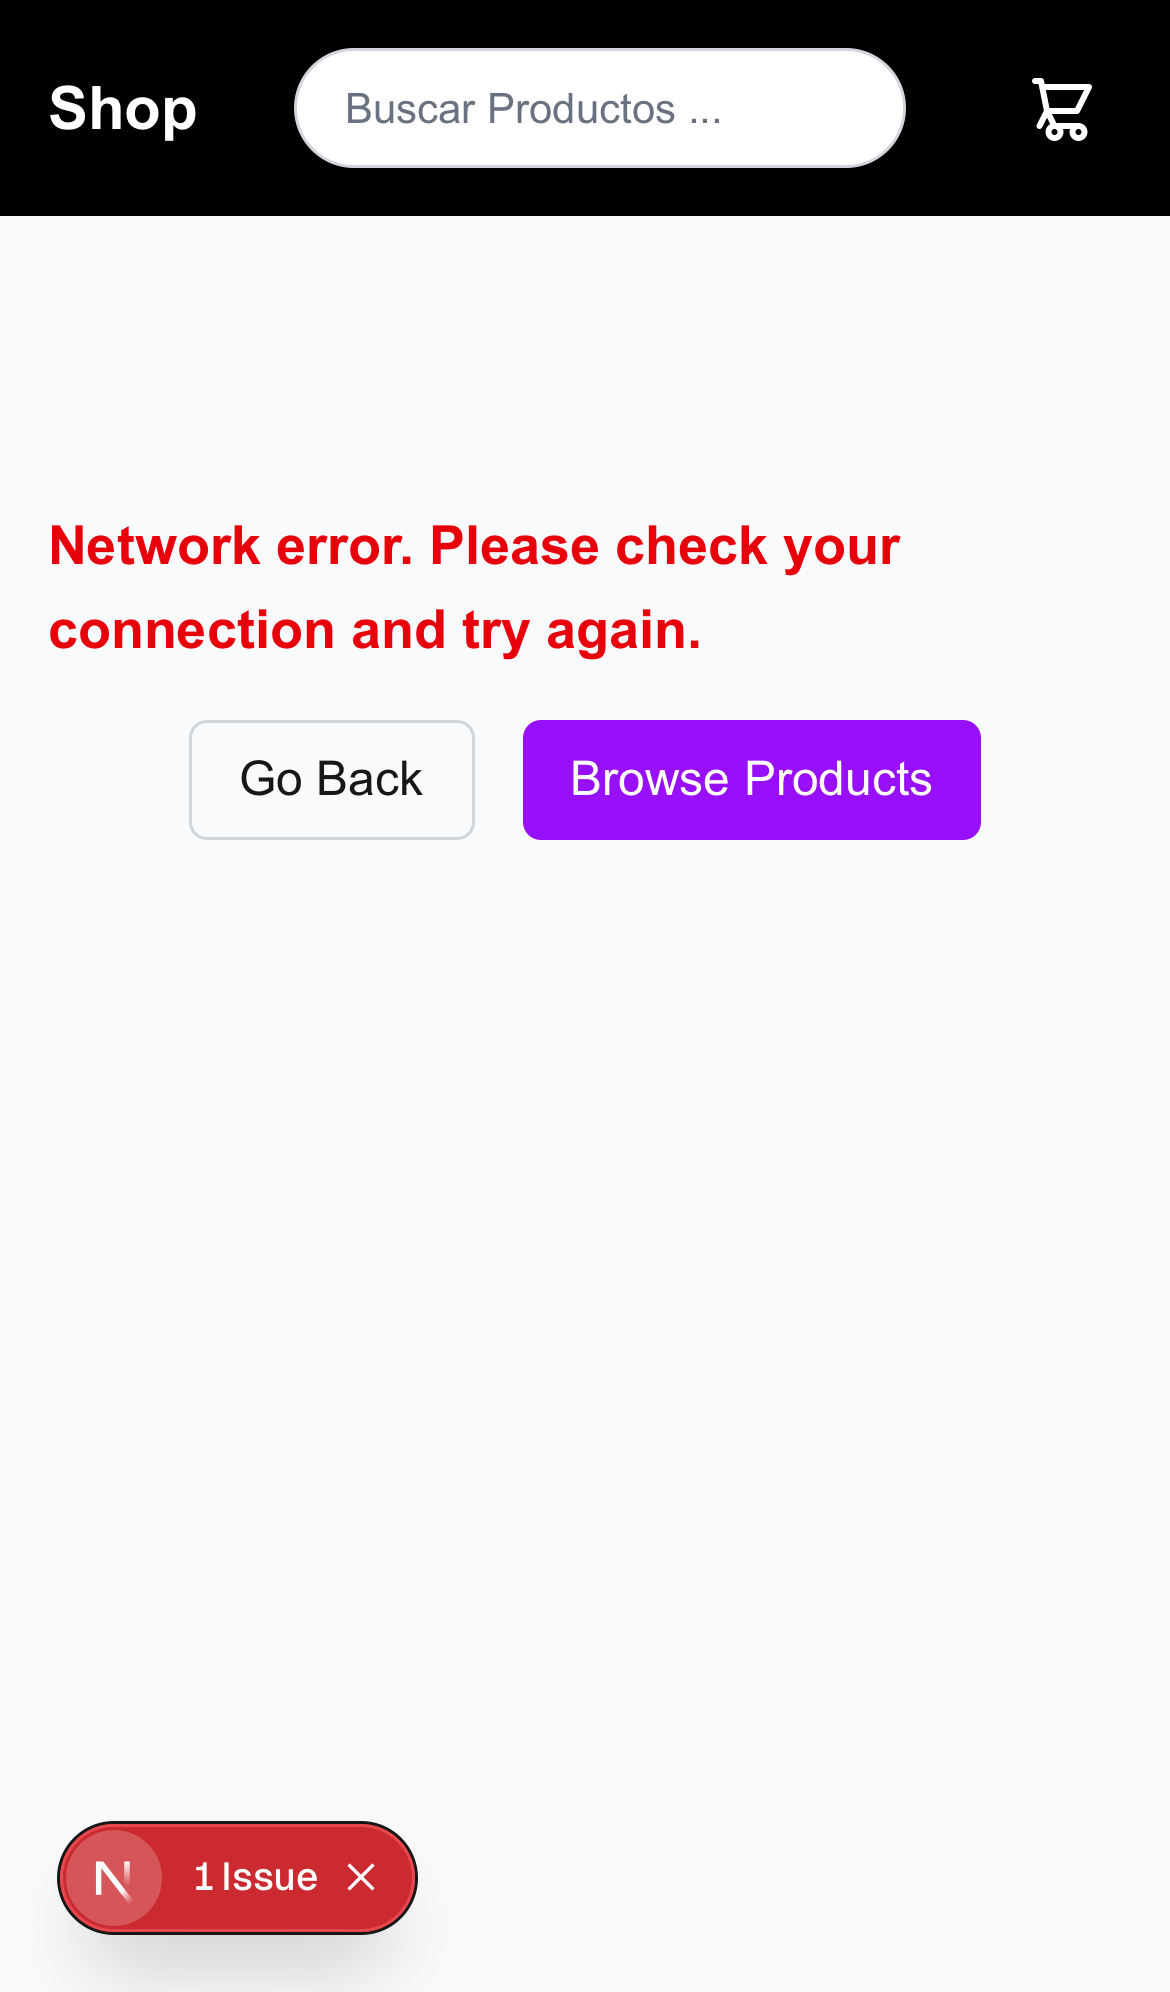 Shop
Buscar Productos ...
Network error. Please check your
connection and try again.
Go Back
Browse Products
N
1 Issue